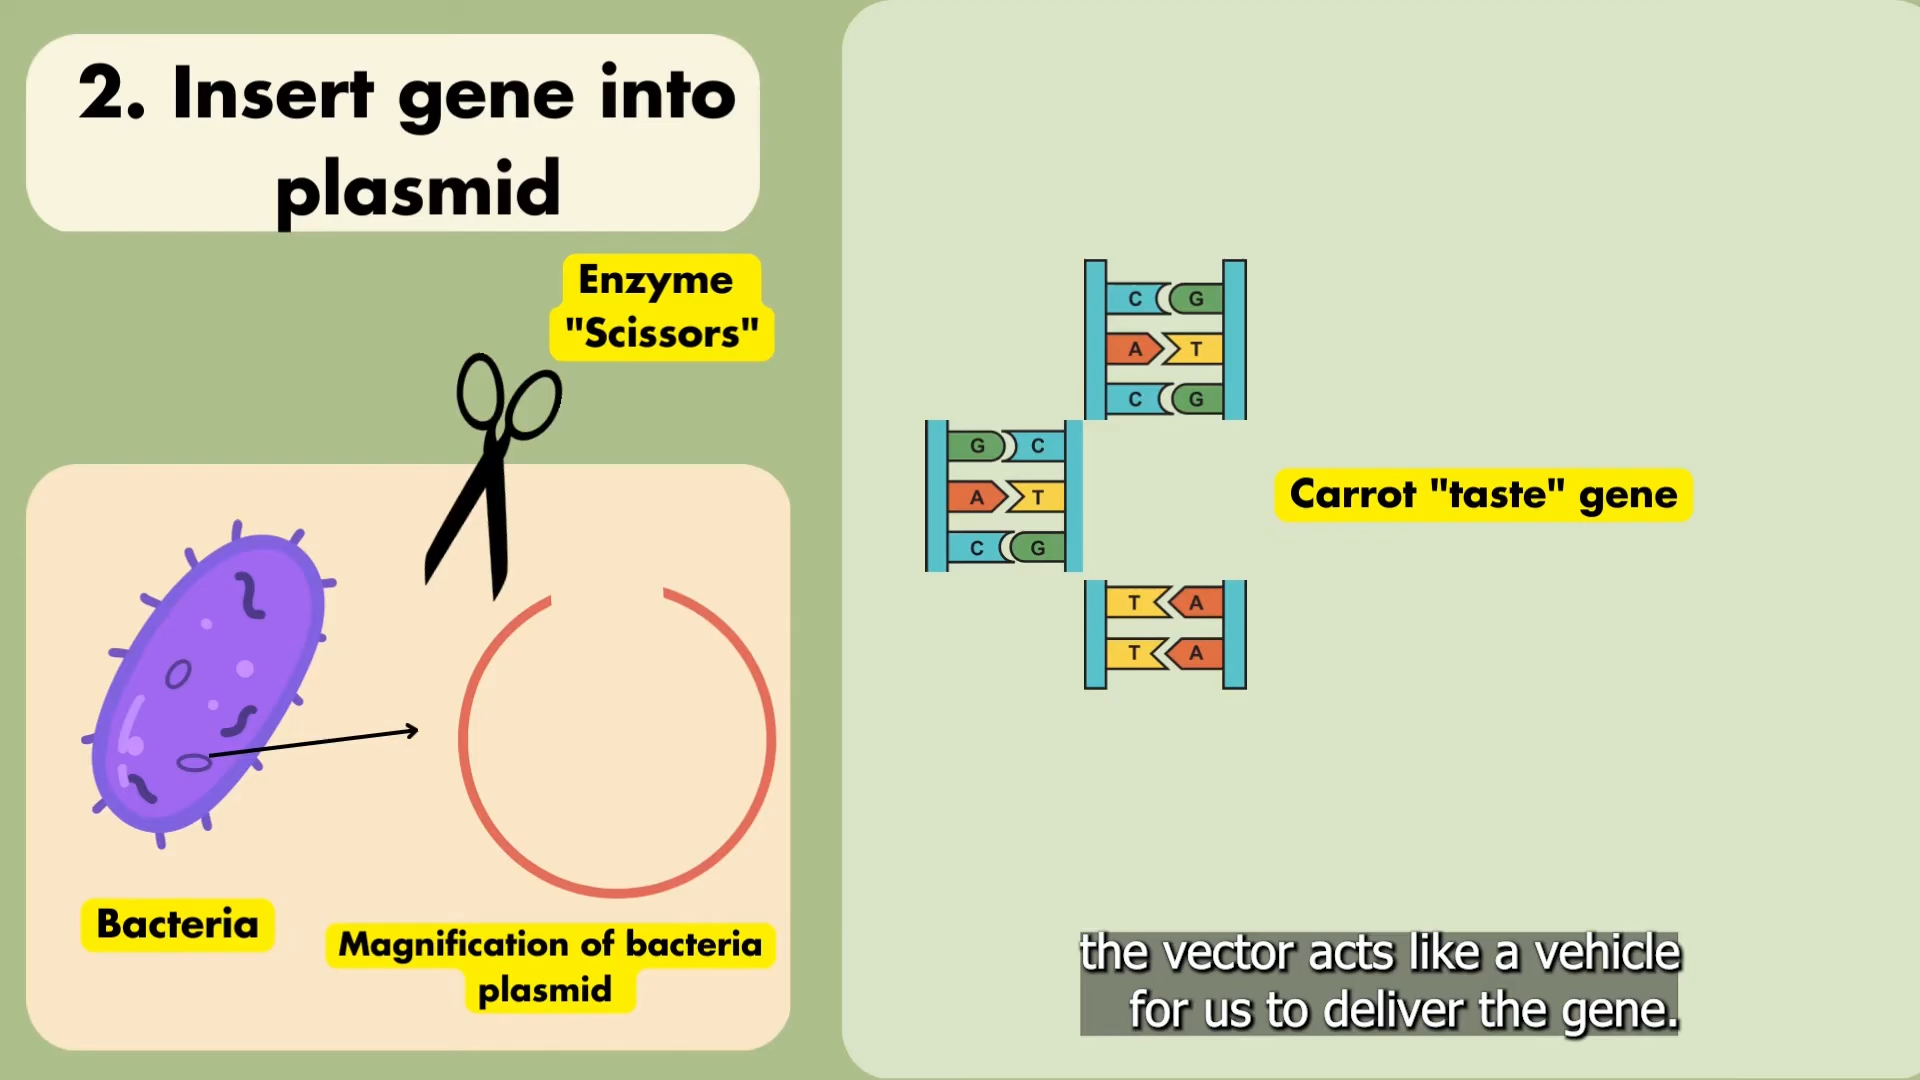 2. Insert gene into
plasmid
Enzyme
"Scissors"
Bacteria
Magnification of bacteria
plasmid
C G
A T
C G
G C
A T
C G
T A
T A
Carrot "taste" gene
the vector acts like a vehicle
for us to deliver the gene.